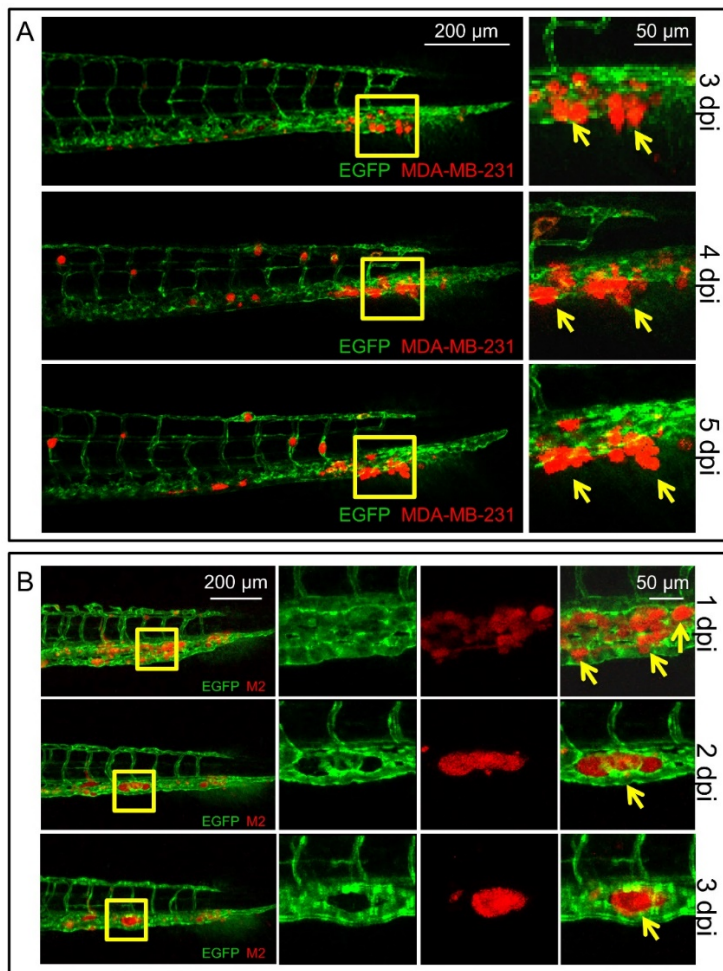 A
200 µm
50 µm
3 dpi
EGFP MDA-MB-231
4 dpi
EGFP MDA-MB-231
5 dpi
EGFP MDA-MB-231
B
200 µm
50 µm
1 dpi
EGFP M2
2 dpi
EGFP M2
3 dpi
EGFP M2